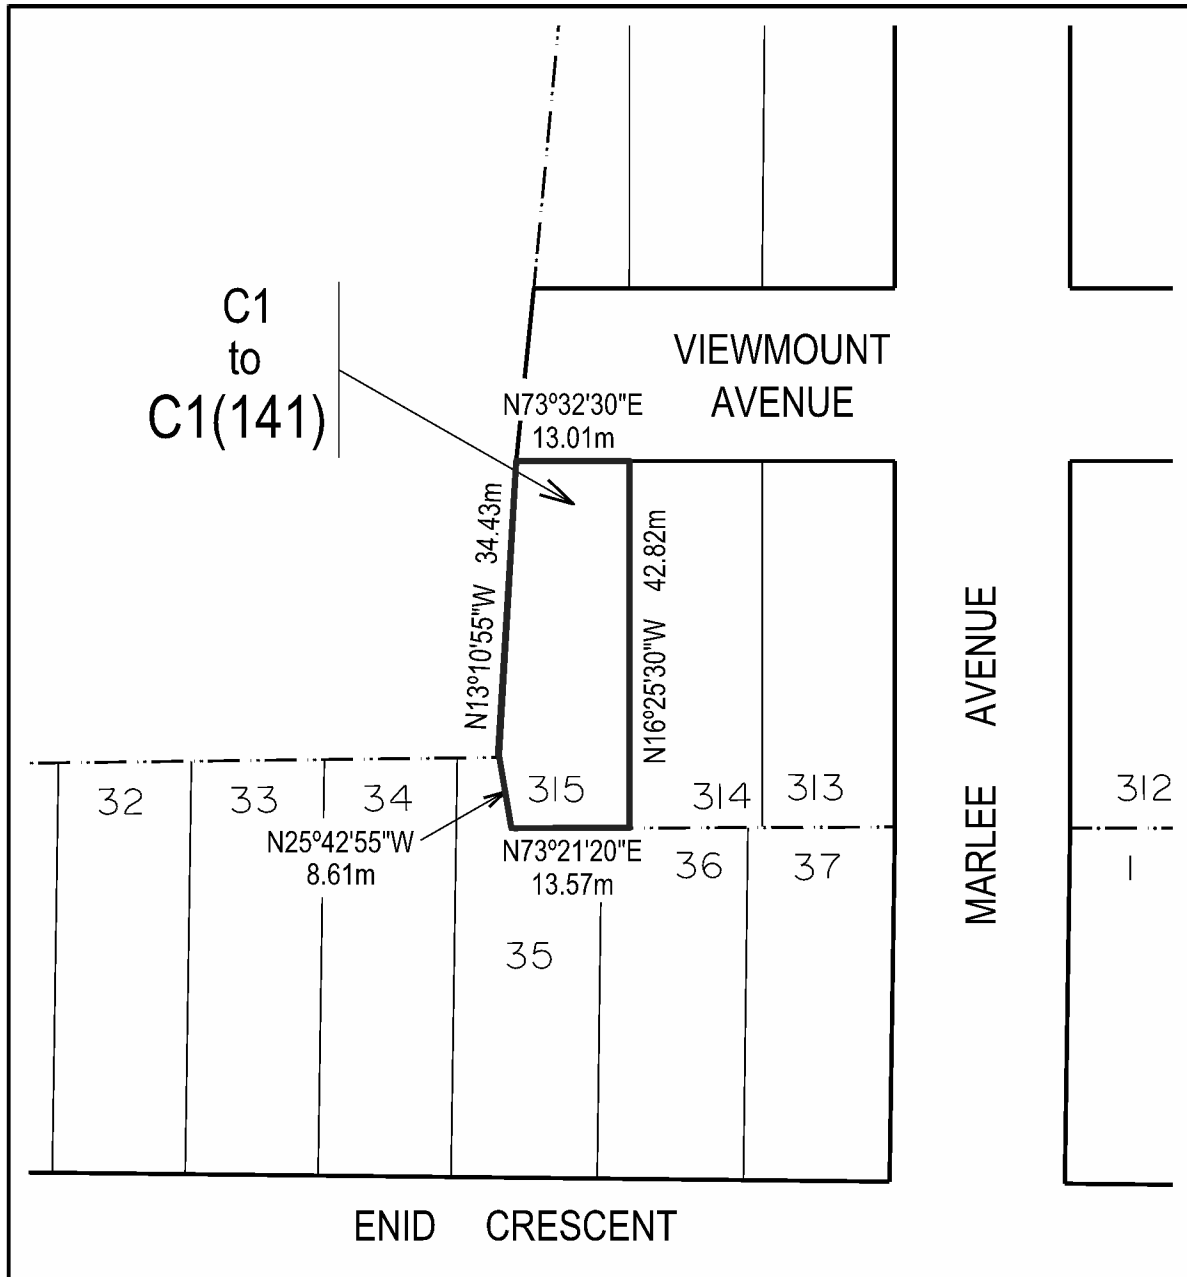 C1
to
C1(141)
VIEWMOUNT
AVENUE
N73º32'30"E
13.01m
N13º10'55"W 34.43m
N16º25'30"W 42.82m
MARLEE AVENUE
32
33
34
315
314
313
312
N25º42'55"W
8.61m
N73º21'20"E
13.57m
36
37
1
35
ENID CRESCENT